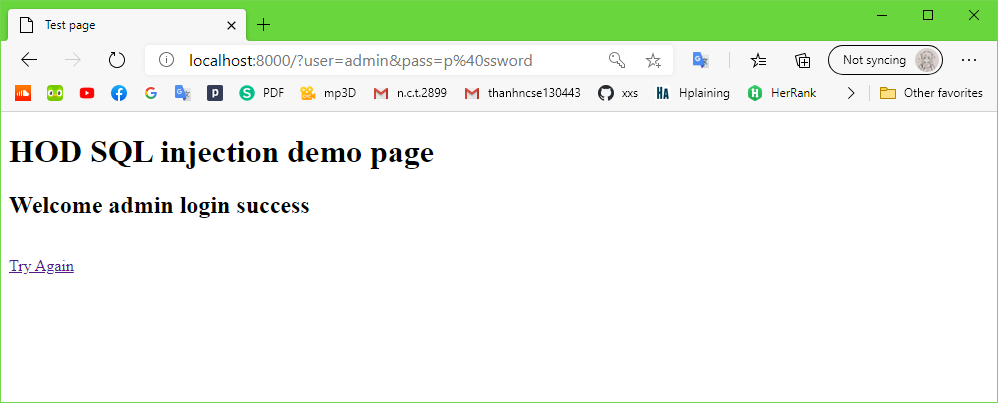 Test page
localhost:8000/?user=admin&pass=p%40ssword
Not syncing
PDF mp3D n.c.t.2899 thanhncse130443 xxs HA Hplaining HerRank Other favorites
HOD SQL injection demo page
Welcome admin login success
Try Again